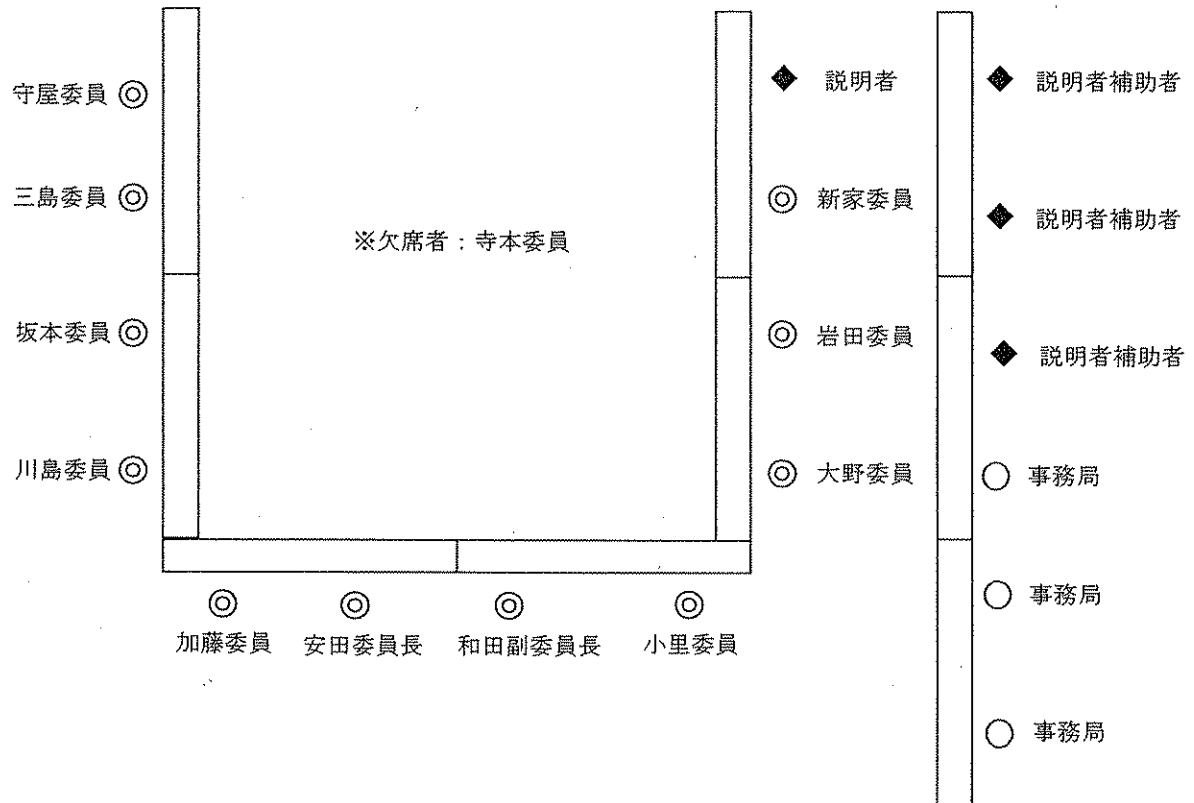 守屋委員
三島委員
坂本委員
川島委員
※欠席者：寺本委員
加藤委員
安田委員長
和田副委員長
小里委員
説明者
新家委員
岩田委員
大野委員
説明者補助者
説明者補助者
説明者補助者
事務局
事務局
事務局